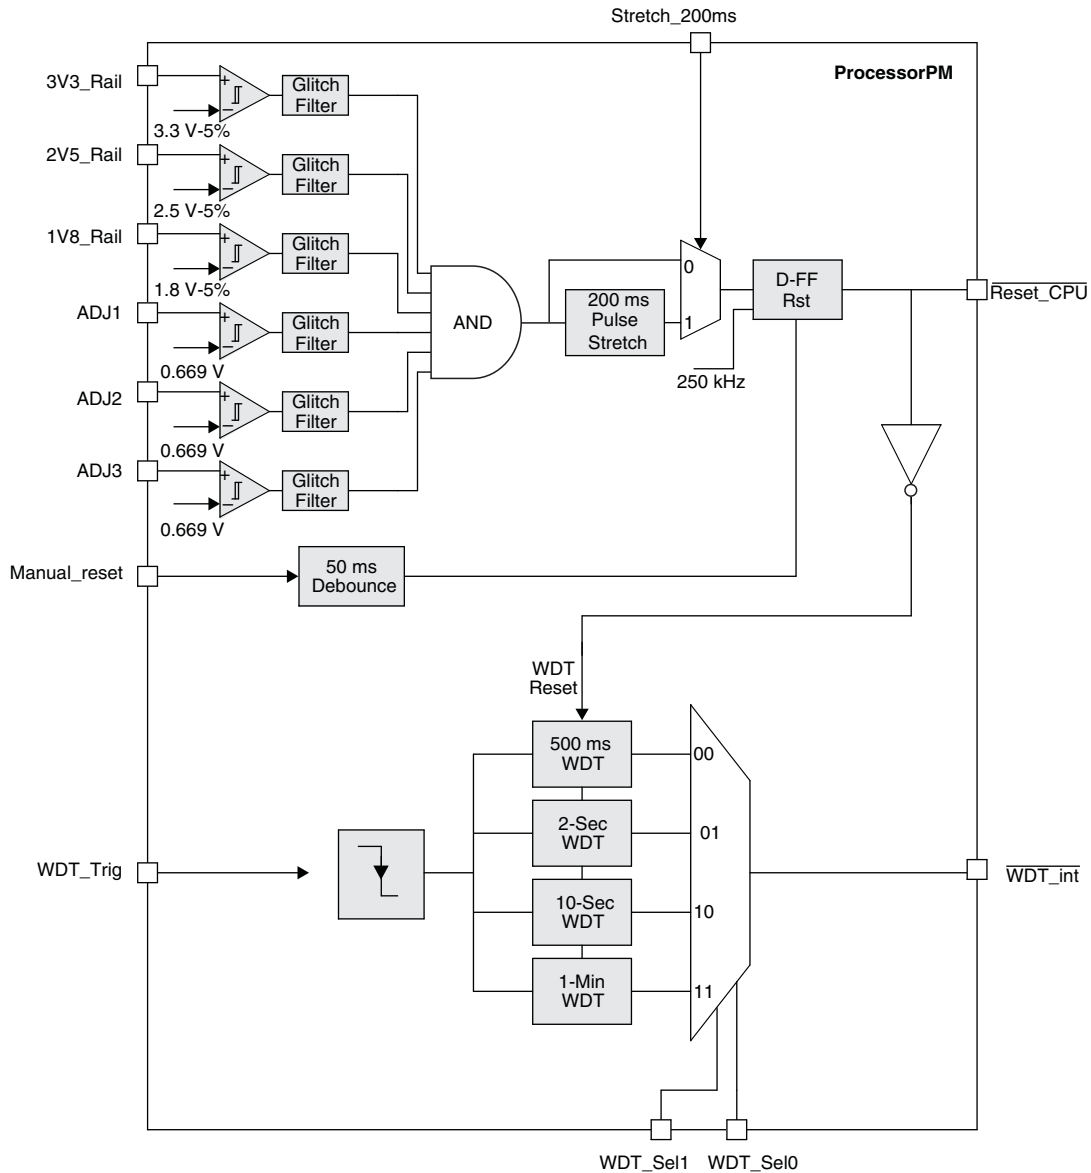 Stretch_200ms
ProcessorPM
3V3_Rail
+
−
Glitch
Filter
3.3 V-5%
2V5_Rail
+
−
Glitch
Filter
2.5 V-5%
1V8_Rail
+
−
Glitch
Filter
1.8 V-5%
ADJ1
+
−
Glitch
Filter
0.669 V
ADJ2
+
−
Glitch
Filter
0.669 V
ADJ3
+
−
Glitch
Filter
0.669 V
AND
200 ms
Pulse
Stretch
0
1
D-FF
Rst
250 kHz
Reset_CPU
Manual_reset
50 ms
Debounce
WDT
Reset
500 ms
WDT
00
2-Sec
WDT
01
10-Sec
WDT
10
1-Min
WDT
11
WDT_Trig
WDT_int
WDT_Sel1
WDT_Sel0